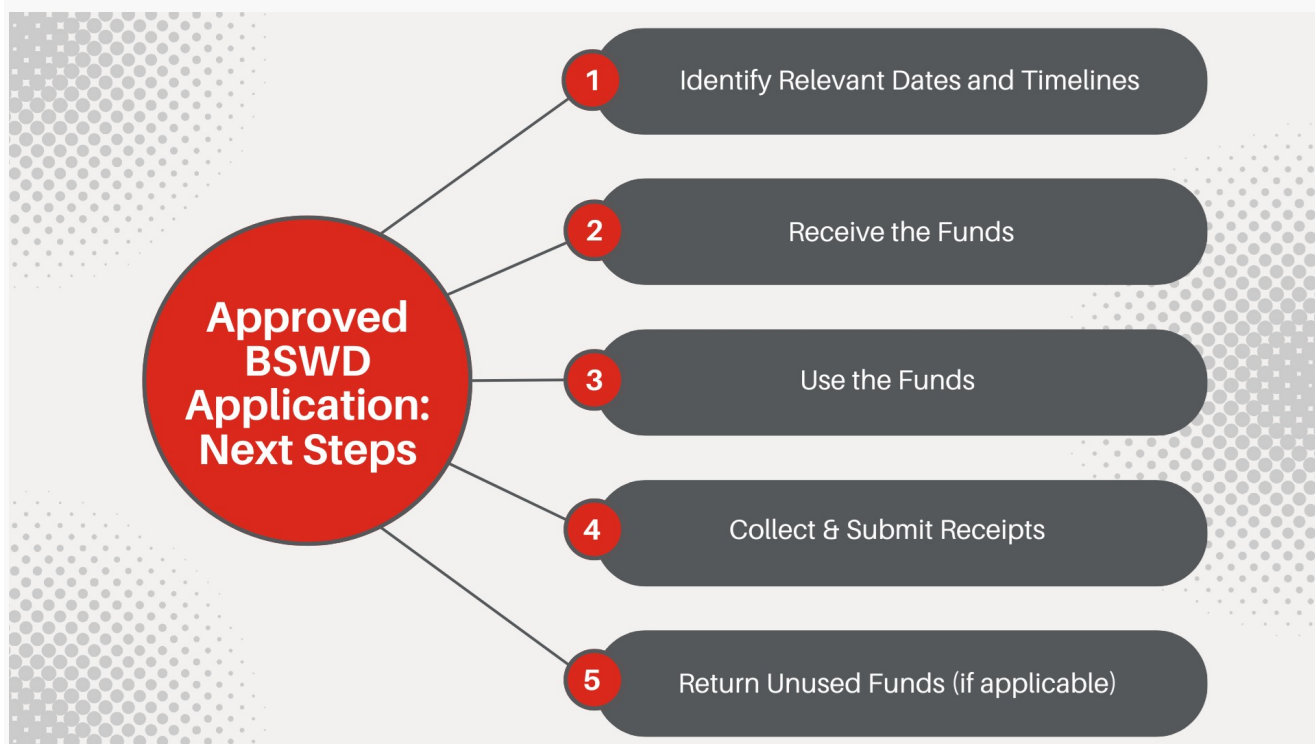 Approved
BSWD
Application:
Next Steps
1
Identify Relevant Dates and Timelines
2
Receive the Funds
3
Use the Funds
4
Collect & Submit Receipts
5
Return Unused Funds (if applicable)